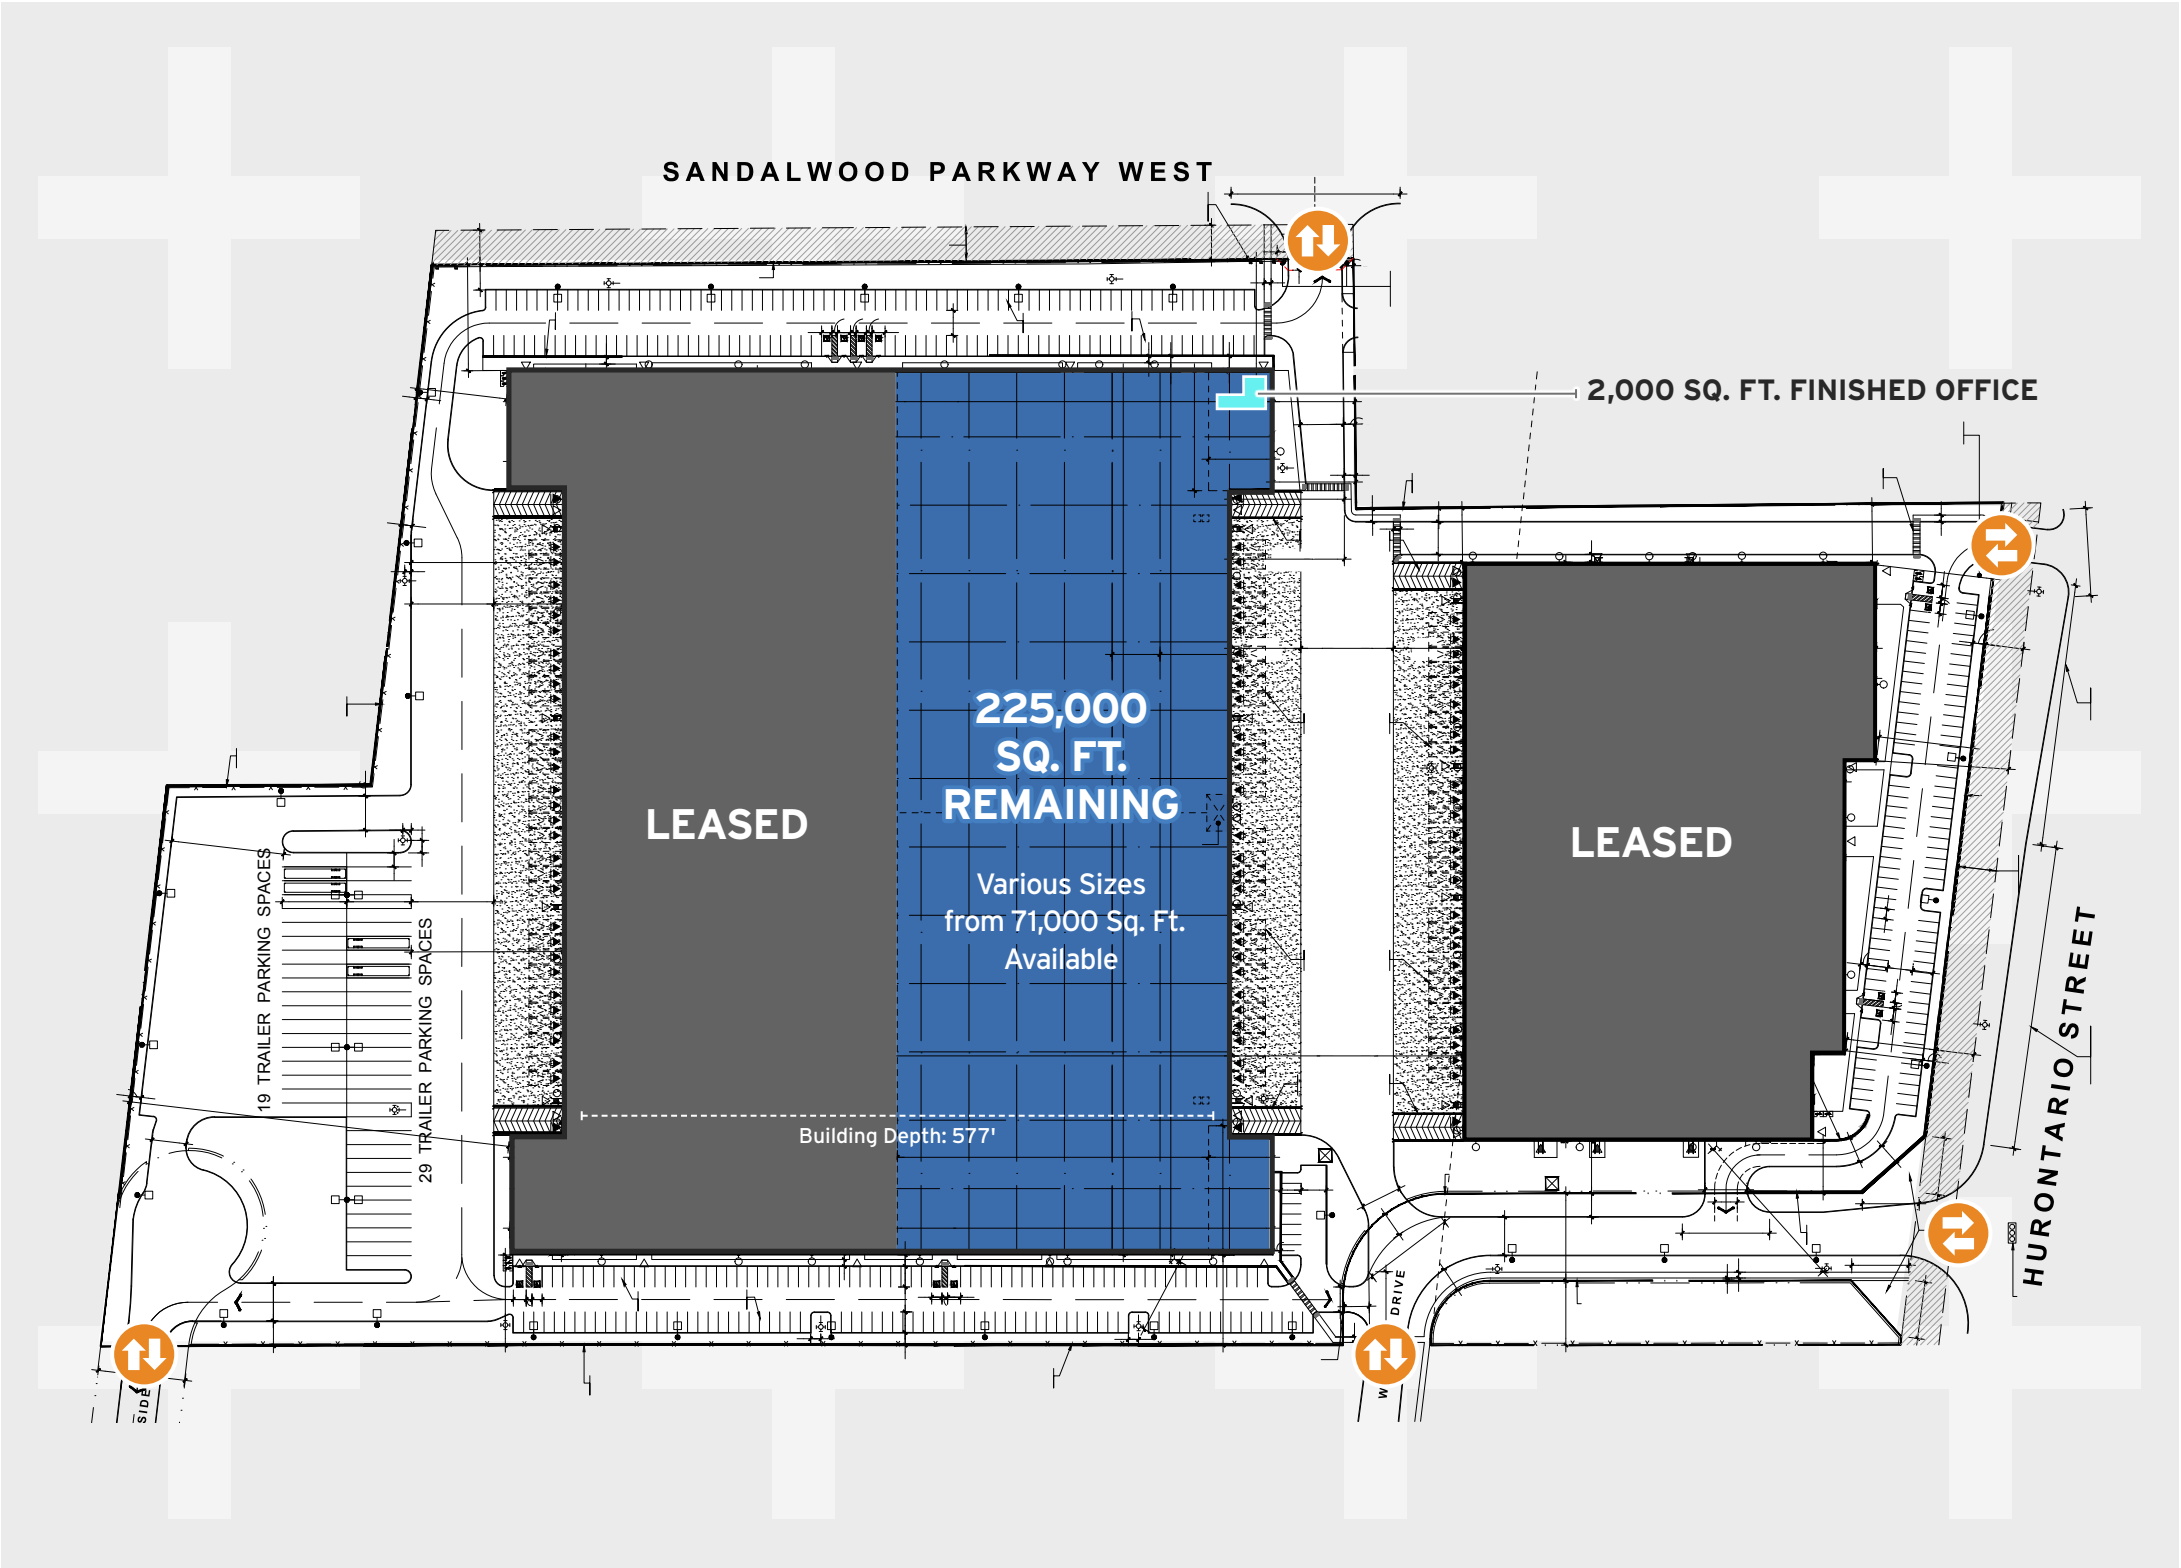 SANDALWOOD PARKWAY WEST
2,000 SQ. FT. FINISHED OFFICE
225,000
SQ. FT.
REMAINING
LEASED
LEASED
Various Sizes
from 71,000 Sq. Ft.
Available
19 TRAILER PARKING SPACES
29 TRAILER PARKING SPACES
HURONTARIO STREET
Building Depth: 577'
DRIVE
W
SIDE